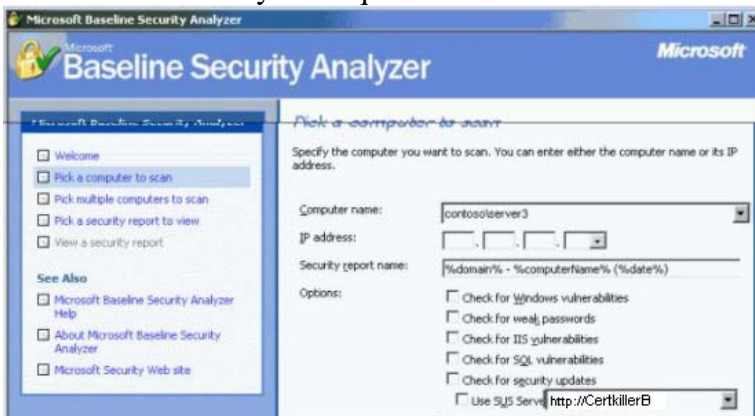 Microsoft Baseline Security Analyzer
Microsoft
Baseline Security Analyzer
Microsoft
Microsoft Baseline Security Analyzer
Welcome
Pick a computer to scan
Pick multiple computers to scan
Pick a security report to view
View a security report
See Also
Microsoft Baseline Security Analyzer
Help
About Microsoft Baseline Security
Analyzer
Microsoft Security Web site
Pick a computer to scan
Specify the computer you want to scan. You can enter either the computer name or its IP
address.
Computer name:
contoso\server3
IP address:
Security report name:
%domain% - %computerName% (%date%)
Options:
Check for Windows vulnerabilities
Check for weak passwords
Check for IIS vulnerabilities
Check for SQL vulnerabilities
Check for security updates
Use SUS Serve http://CertkillerB